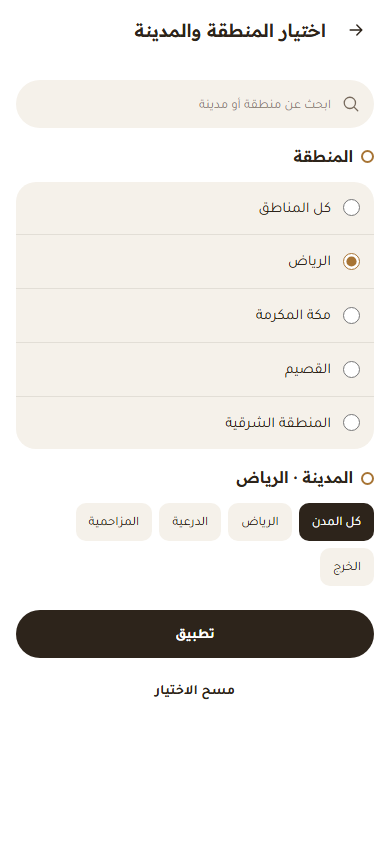 اختيار المنطقة والمدينة
ابحث عن منطقة أو مدينة
المنطقة
كل المناطق
الرياض
مكة المكرمة
القصيم
المنطقة الشرقية
المدينة · الرياض
كل المدن الرياض الدرعية المزاحمية
الخرج
تطبيق
مسح الاختيار